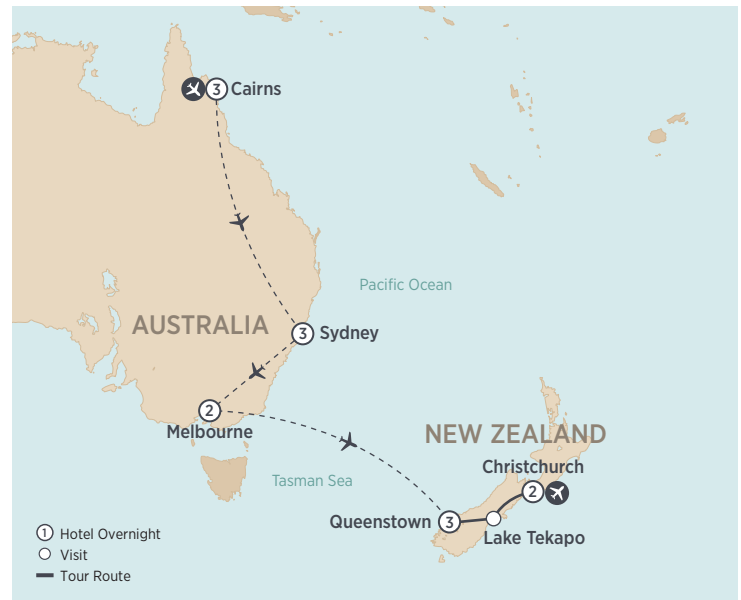 3 Cairns
Pacific Ocean
AUSTRALIA
3 Sydney
2
Melbourne
NEW ZEALAND
Christchurch
Tasman Sea
2
Queenstown 3
Lake Tekapo
1 Hotel Overnight
Visit
Tour Route